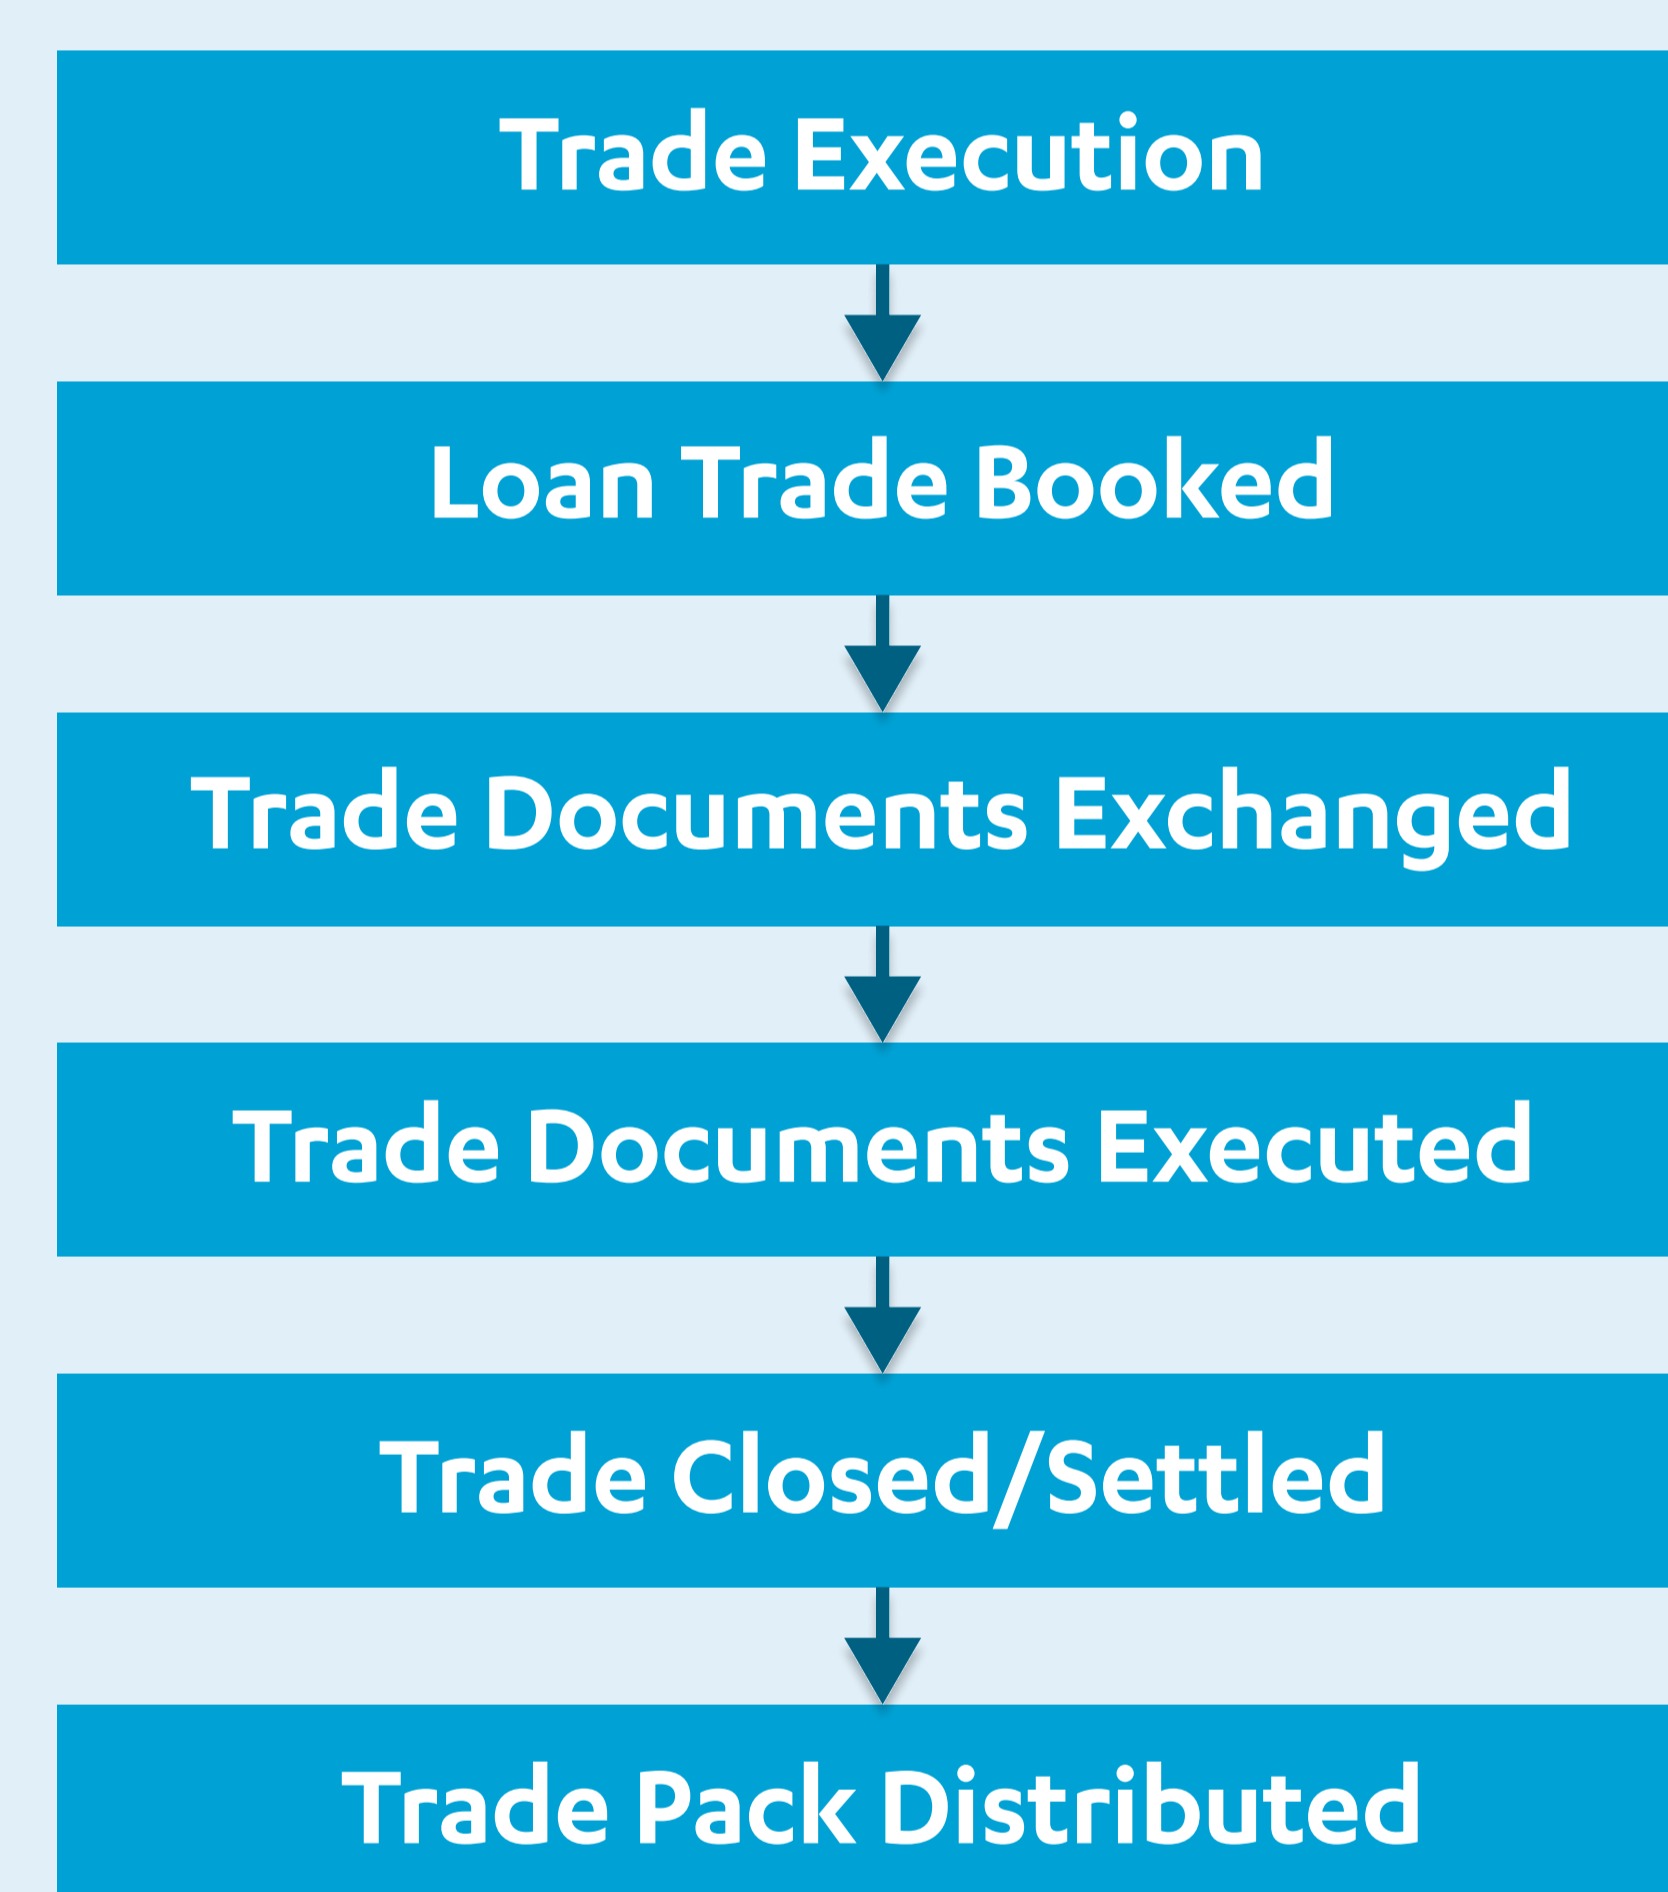 Trade Execution
Loan Trade Booked
Trade Documents Exchanged
Trade Documents Executed
Trade Closed/Settled
Trade Pack Distributed